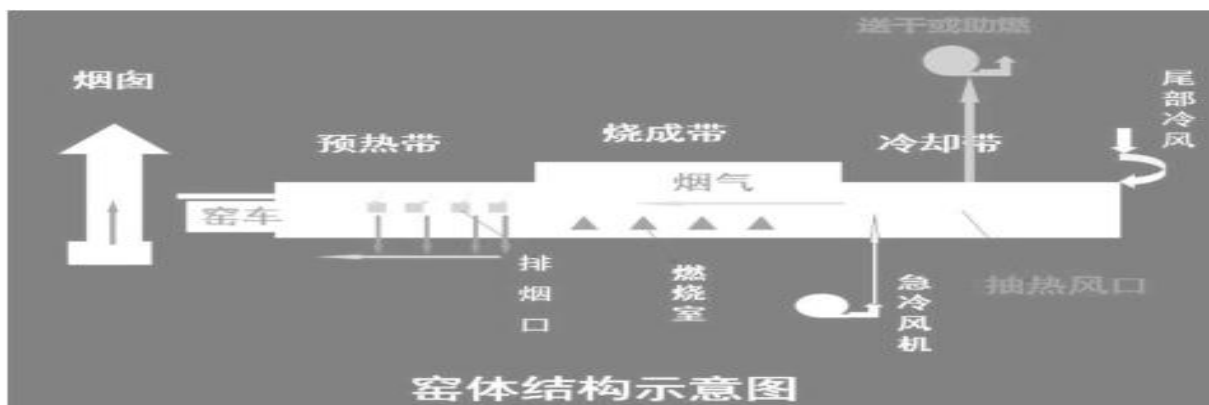 送干或助燃
烟囱
尾部冷风
预热带
烧成带
冷却带
烟气
窑车
排烟口
燃烧室
急冷风机
抽热风口
窑体结构示意图